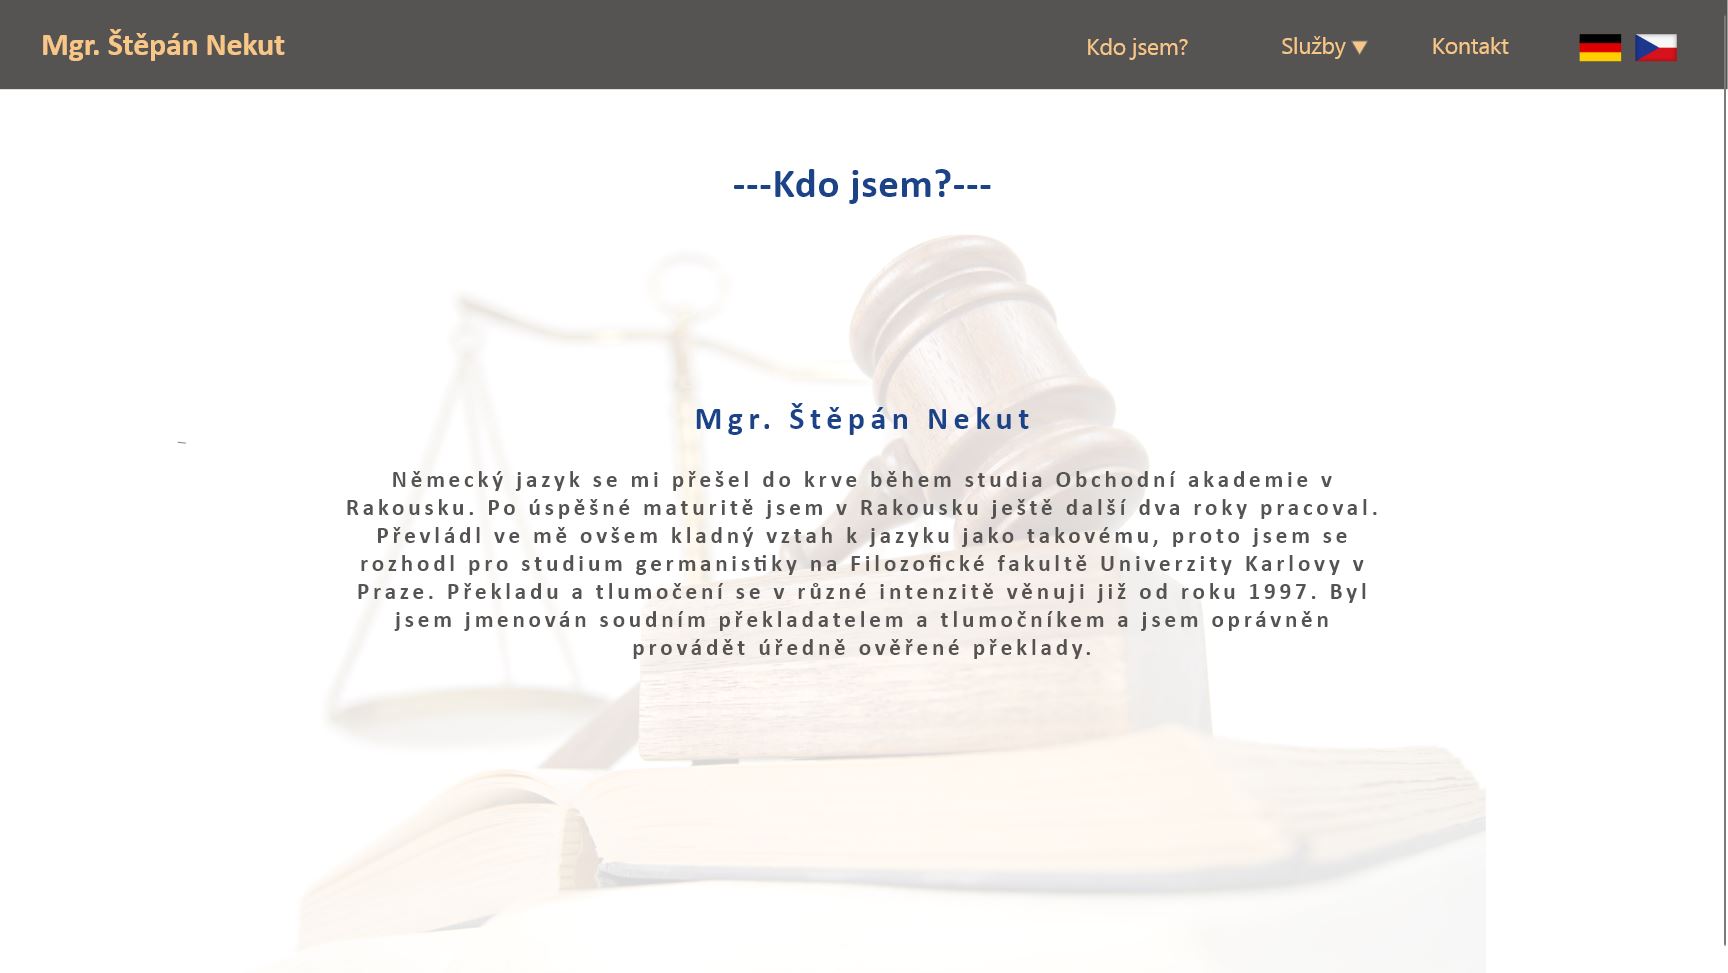 Mgr. Štěpán Nekut
Kdo jsem?
Služby ▼
Kontakt
---Kdo jsem?---
Mgr. Štěpán Nekut
Německý jazyk se mi přešel do krve během studia Obchodní akademie v
Rakousku. Po úspěšné maturitě jsem v Rakousku ještě další dva roky pracoval.
Převládl ve mě ovšem kladný vztah k jazyku jako takovému, proto jsem se
rozhodl pro studium germanistiky na Filozofické fakultě Univerzity Karlovy v
Praze. Překladu a tlumočení se v různé intenzitě věnuji již od roku 1997. Byl
jsem jmenován soudním překladatelem a tlumočníkem a jsem oprávněn
provádět úředně ověřené překlady.